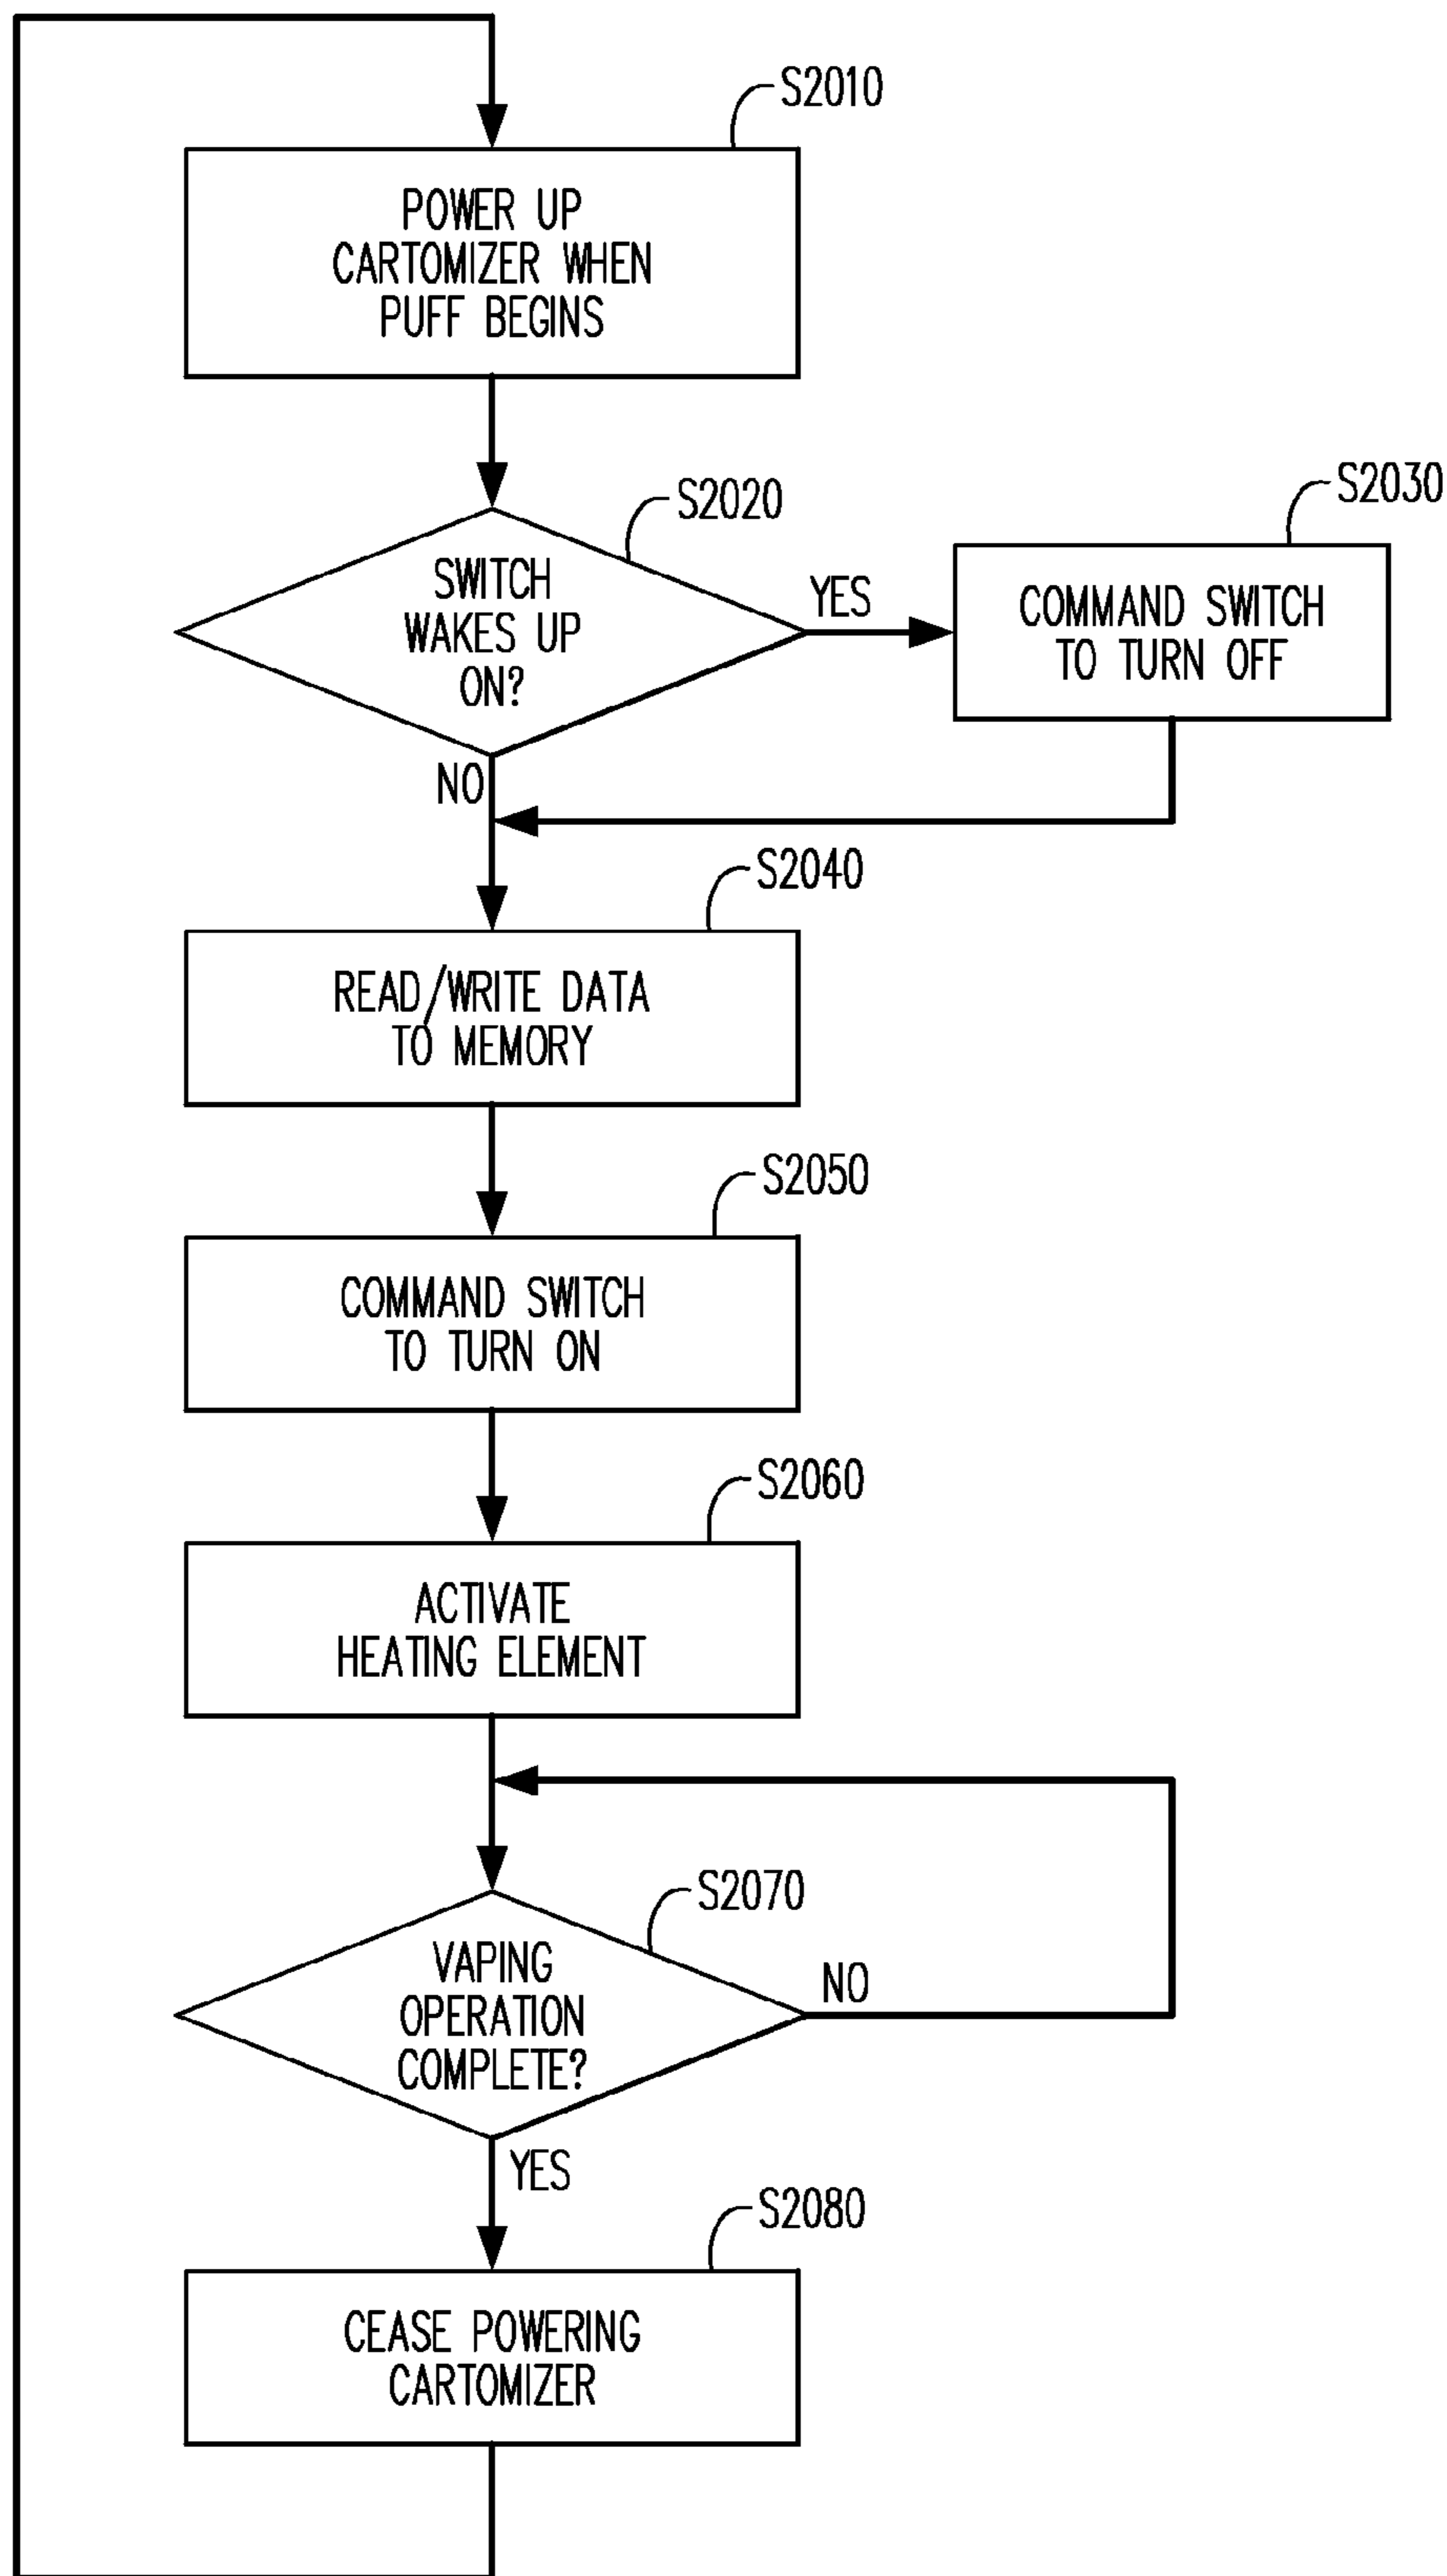 S2010
POWER UP
CARTOMIZER WHEN
PUFF BEGINS
S2020
SWITCH
WAKES UP
ON?
YES
S2030
COMMAND SWITCH
TO TURN OFF
NO
S2040
READ/WRITE DATA
TO MEMORY
S2050
COMMAND SWITCH
TO TURN ON
S2060
ACTIVATE
HEATING ELEMENT
S2070
VAPING
OPERATION
COMPLETE?
NO
YES
S2080
CEASE POWERING
CARTOMIZER